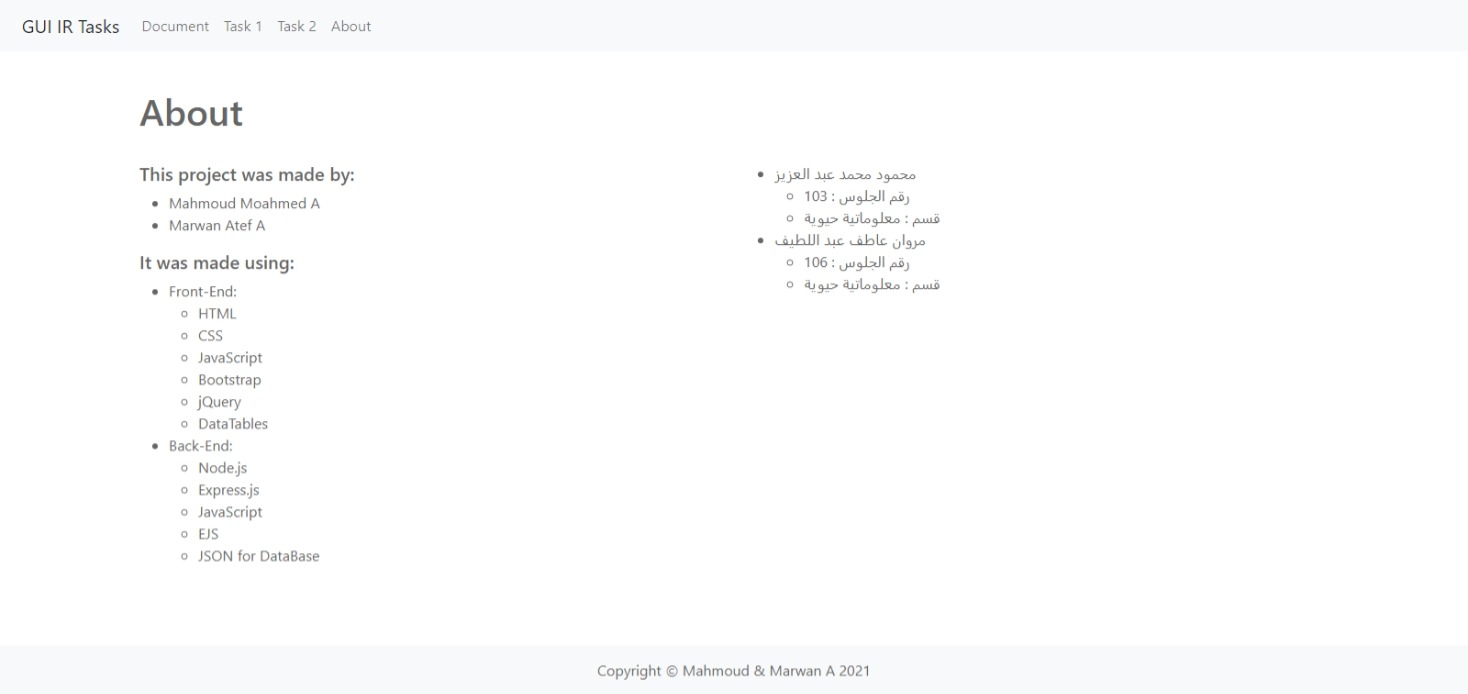 GUI IR Tasks Document Task 1 Task 2 About
About
This project was made by:
Mahmoud Moahmed A
Marwan Atef A
It was made using:
Front-End:
HTML
CSS
JavaScript
Bootstrap
jQuery
DataTables
Back-End:
Node.js
Express.js
JavaScript
EJS
JSON for DataBase
محمود محمد عبد العزيز
رقم الجلوس : 103
قسم : معلوماتية حيوية
مروان عاطف عبد اللطيف
رقم الجلوس : 106
قسم : معلوماتية حيوية
Copyright © Mahmoud & Marwan A 2021